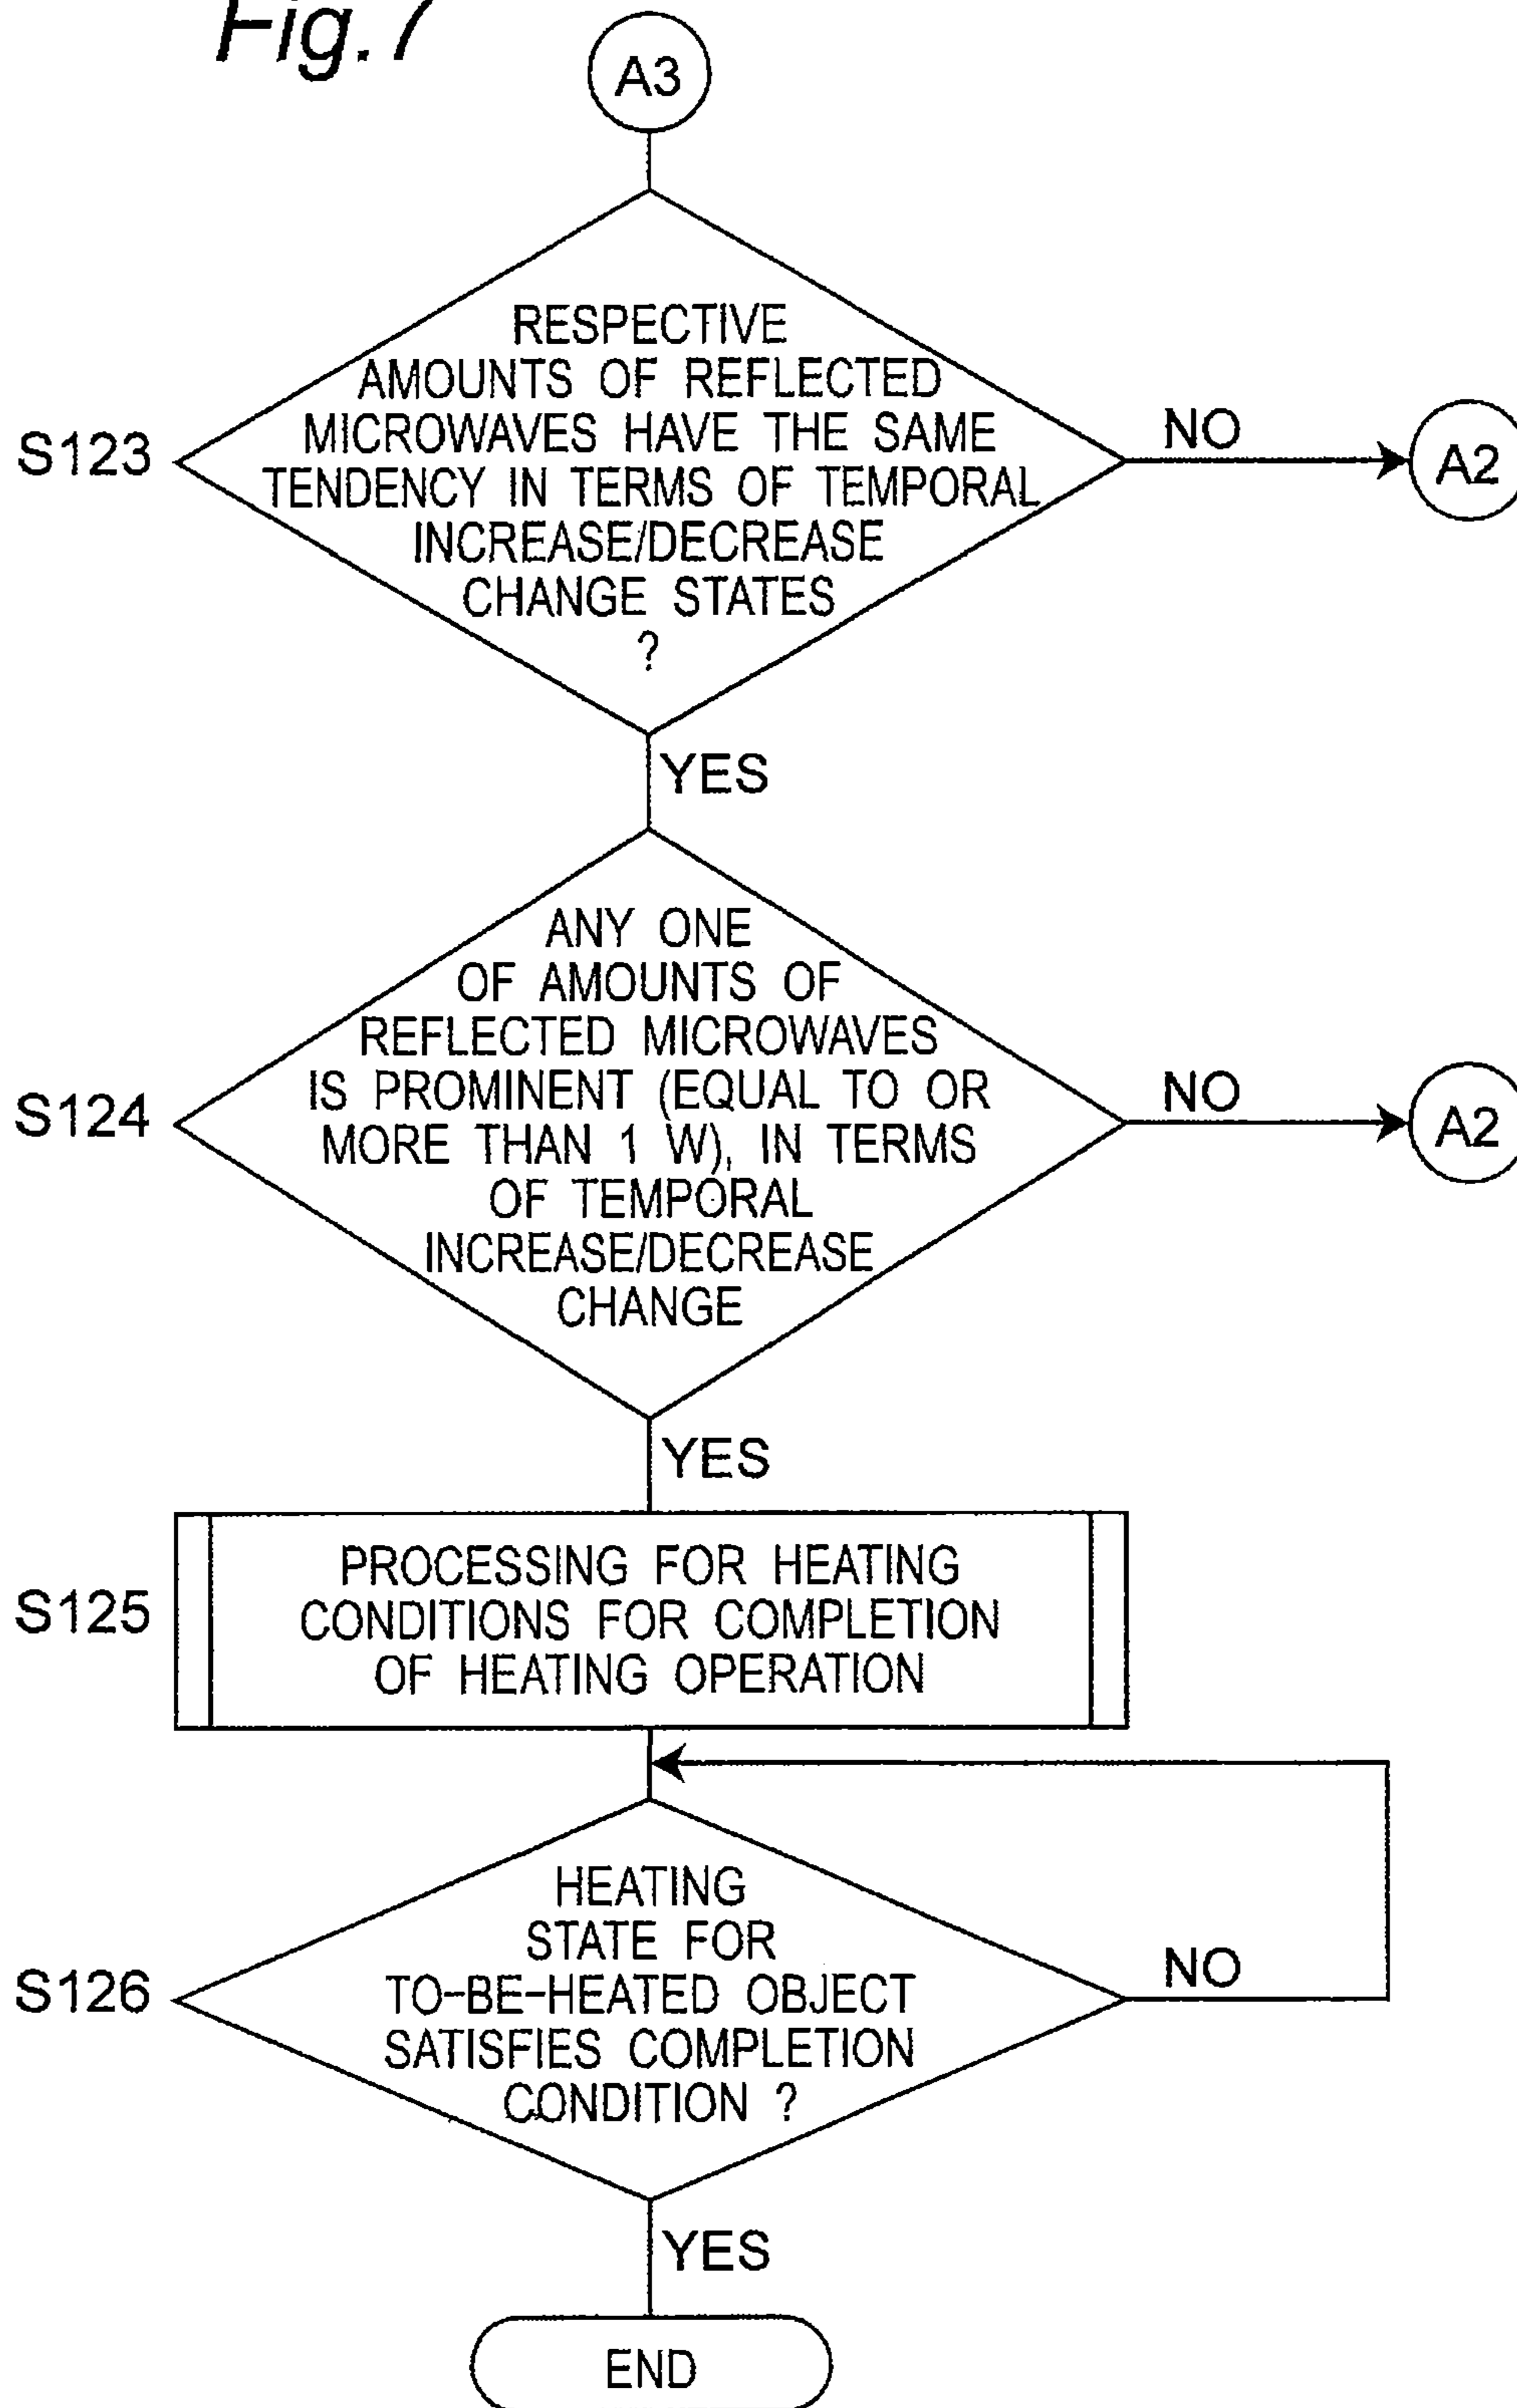 Fig.7
A3
S123
RESPECTIVE
AMOUNTS OF REFLECTED
MICROWAVES HAVE THE SAME
TENDENCY IN TERMS OF TEMPORAL
INCREASE/DECREASE
CHANGE STATES
?
NO
A2
YES
S124
ANY ONE
OF AMOUNTS OF
REFLECTED MICROWAVES
IS PROMINENT (EQUAL TO OR
MORE THAN 1 W), IN TERMS
OF TEMPORAL
INCREASE/DECREASE
CHANGE
NO
A2
YES
S125
PROCESSING FOR HEATING
CONDITIONS FOR COMPLETION
OF HEATING OPERATION
S126
HEATING
STATE FOR
TO-BE-HEATED OBJECT
SATISFIES COMPLETION
CONDITION ?
NO
YES
END